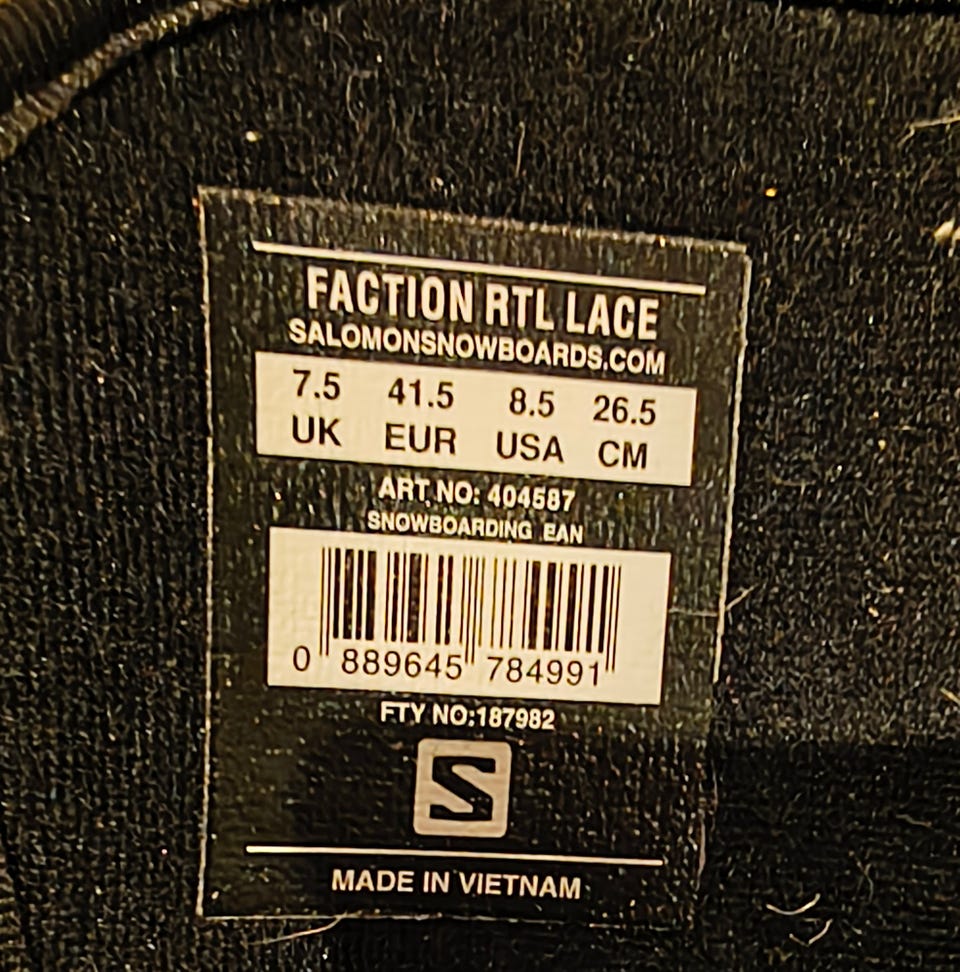 FACTION RTL LACE
SALOMONSNOWBOARDS.COM
7.5 41.5 8.5 26.5
UK EUR USA CM
ART NO: 404587
SNOWBOARDING EAN
0 889645 784991
FTY NO:187982
S
MADE IN VIETNAM